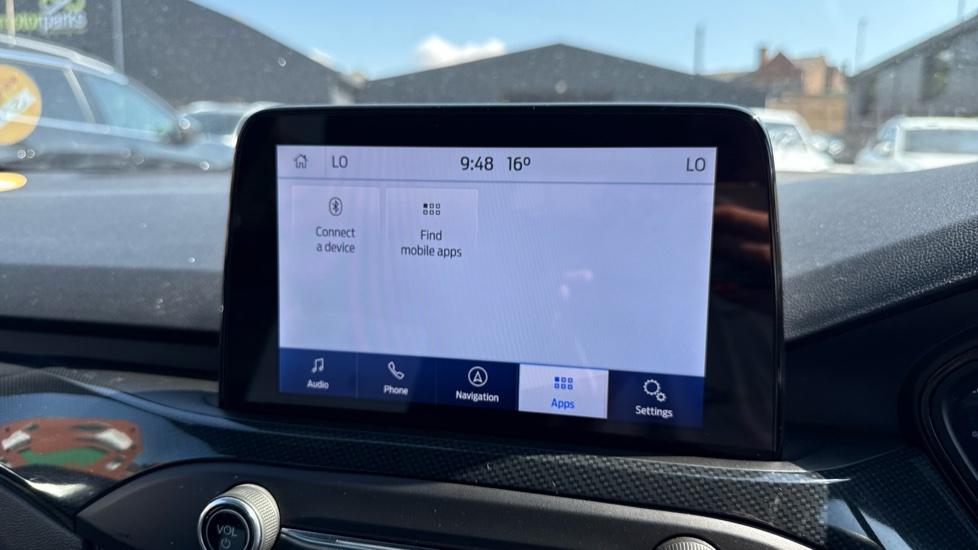 LO 9:48 16° LO
Connect
a device
Find
mobile apps
Audio
Phone
Navigation
Apps
Settings
VOL